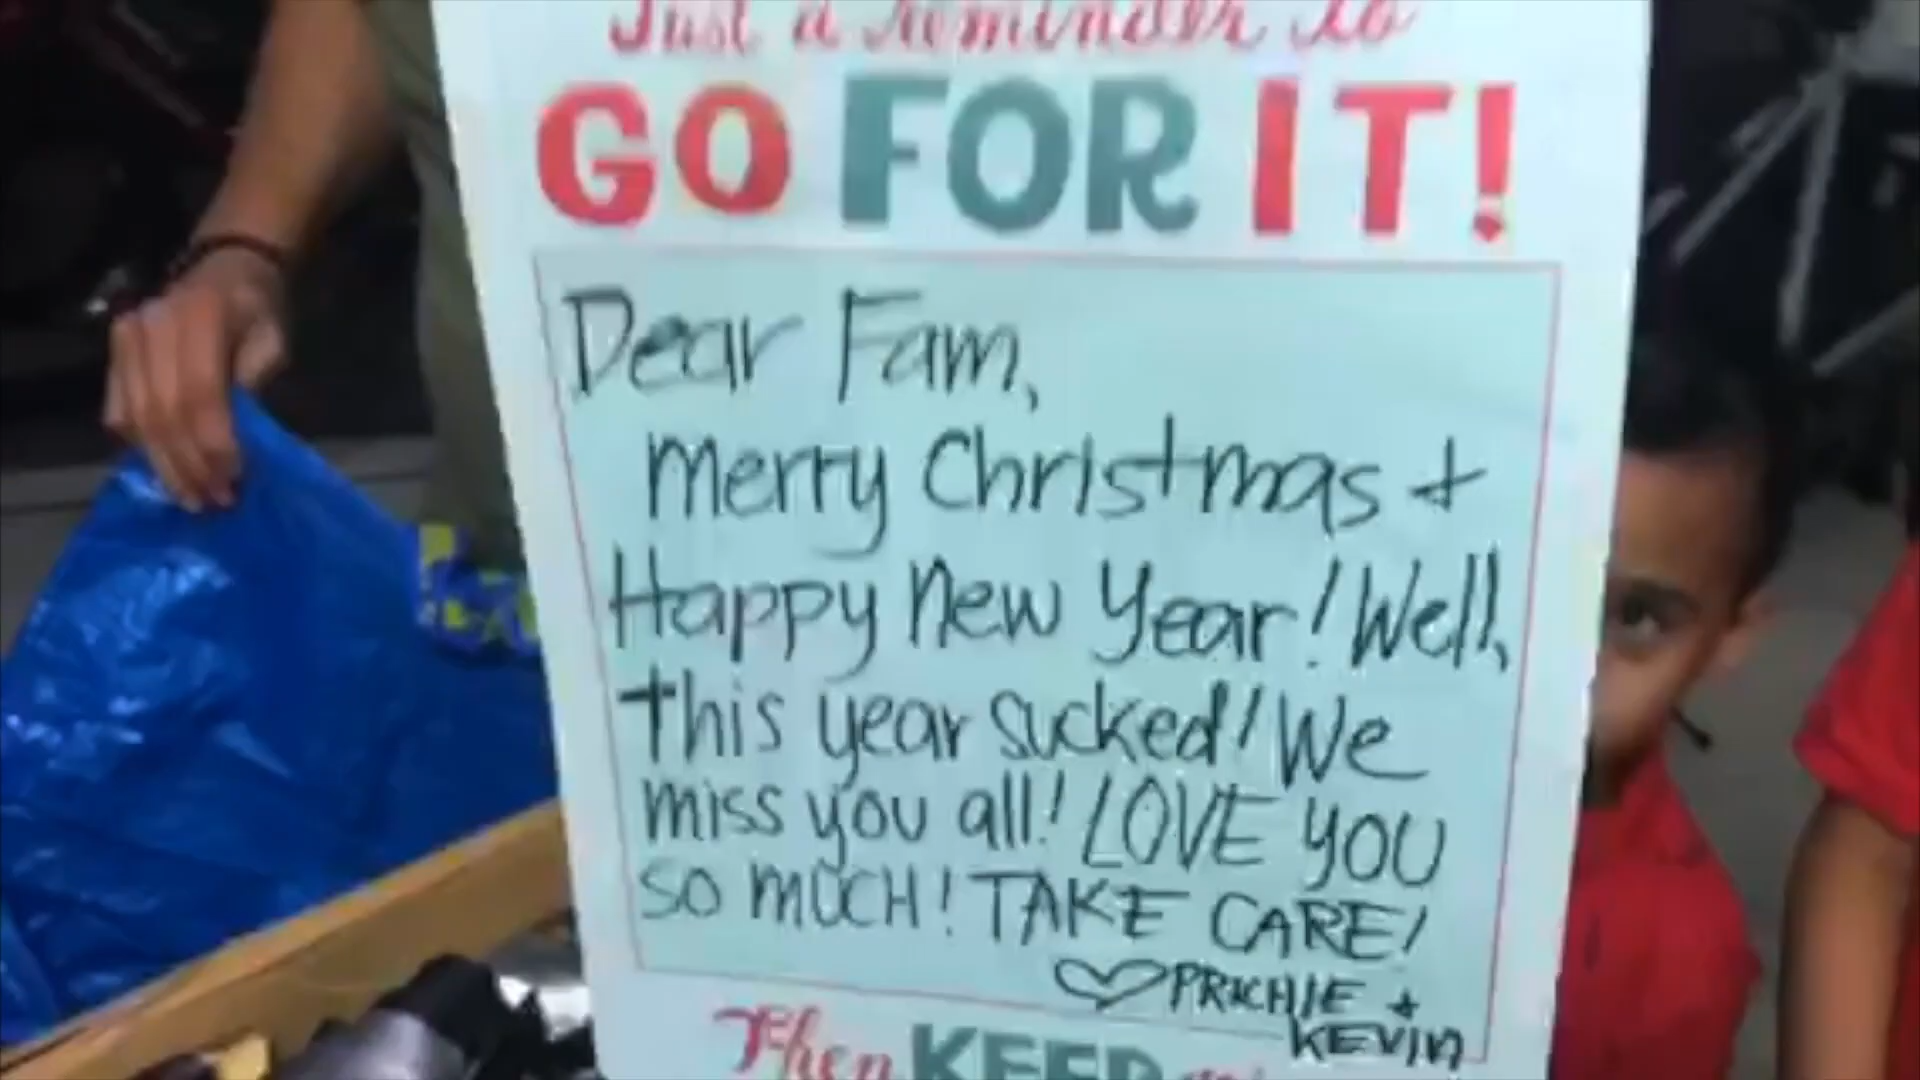 Just a reminder to
GO FOR IT!
Dear Fam,
Merry Christmas +
Happy New Year! Well,
this year sucked! We
miss you all! LOVE YOU
SO MUCH! TAKE CARE!
PRICHIE +
KEVIN
Then KEEP